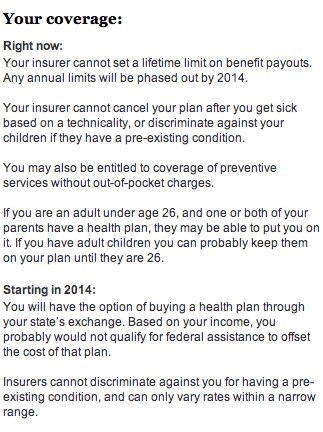 Your coverage:
Right now:
Your insurer cannot set a lifetime limit on benefit payouts.
Any annual limits will be phased out by 2014.
Your insurer cannot cancel your plan after you get sick
based on a technicality, or discriminate against your
children if they have a pre-existing condition.
You may also be entitled to coverage of preventive
services without out-of-pocket charges.
If you are an adult under age 26, and one or both of your
parents have a health plan, they may be able to put you on
it. If you have adult children you can probably keep them
on your plan until they are 26.
Starting in 2014:
You will have the option of buying a health plan through
your state's exchange. Based on your income, you
probably would not qualify for federal assistance to offset
the cost of that plan.
Insurers cannot discriminate against you for having a pre-
existing condition, and can only vary rates within a narrow
range.